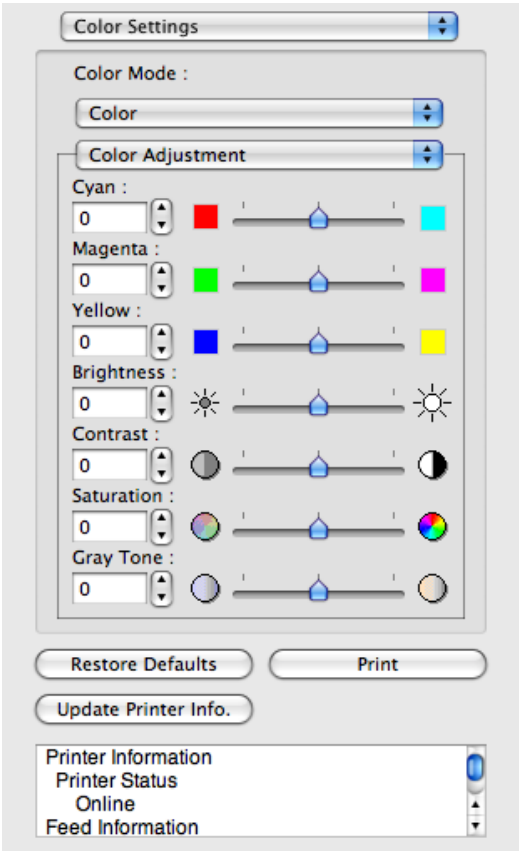 Color Settings
Color Mode :
Color
Color Adjustment
Cyan :
0
Magenta :
0
Yellow :
0
Brightness :
0
Contrast :
0
Saturation :
0
Gray Tone :
0
Restore Defaults Print
Update Printer Info.
Printer Information
Printer Status
Online
Feed Information